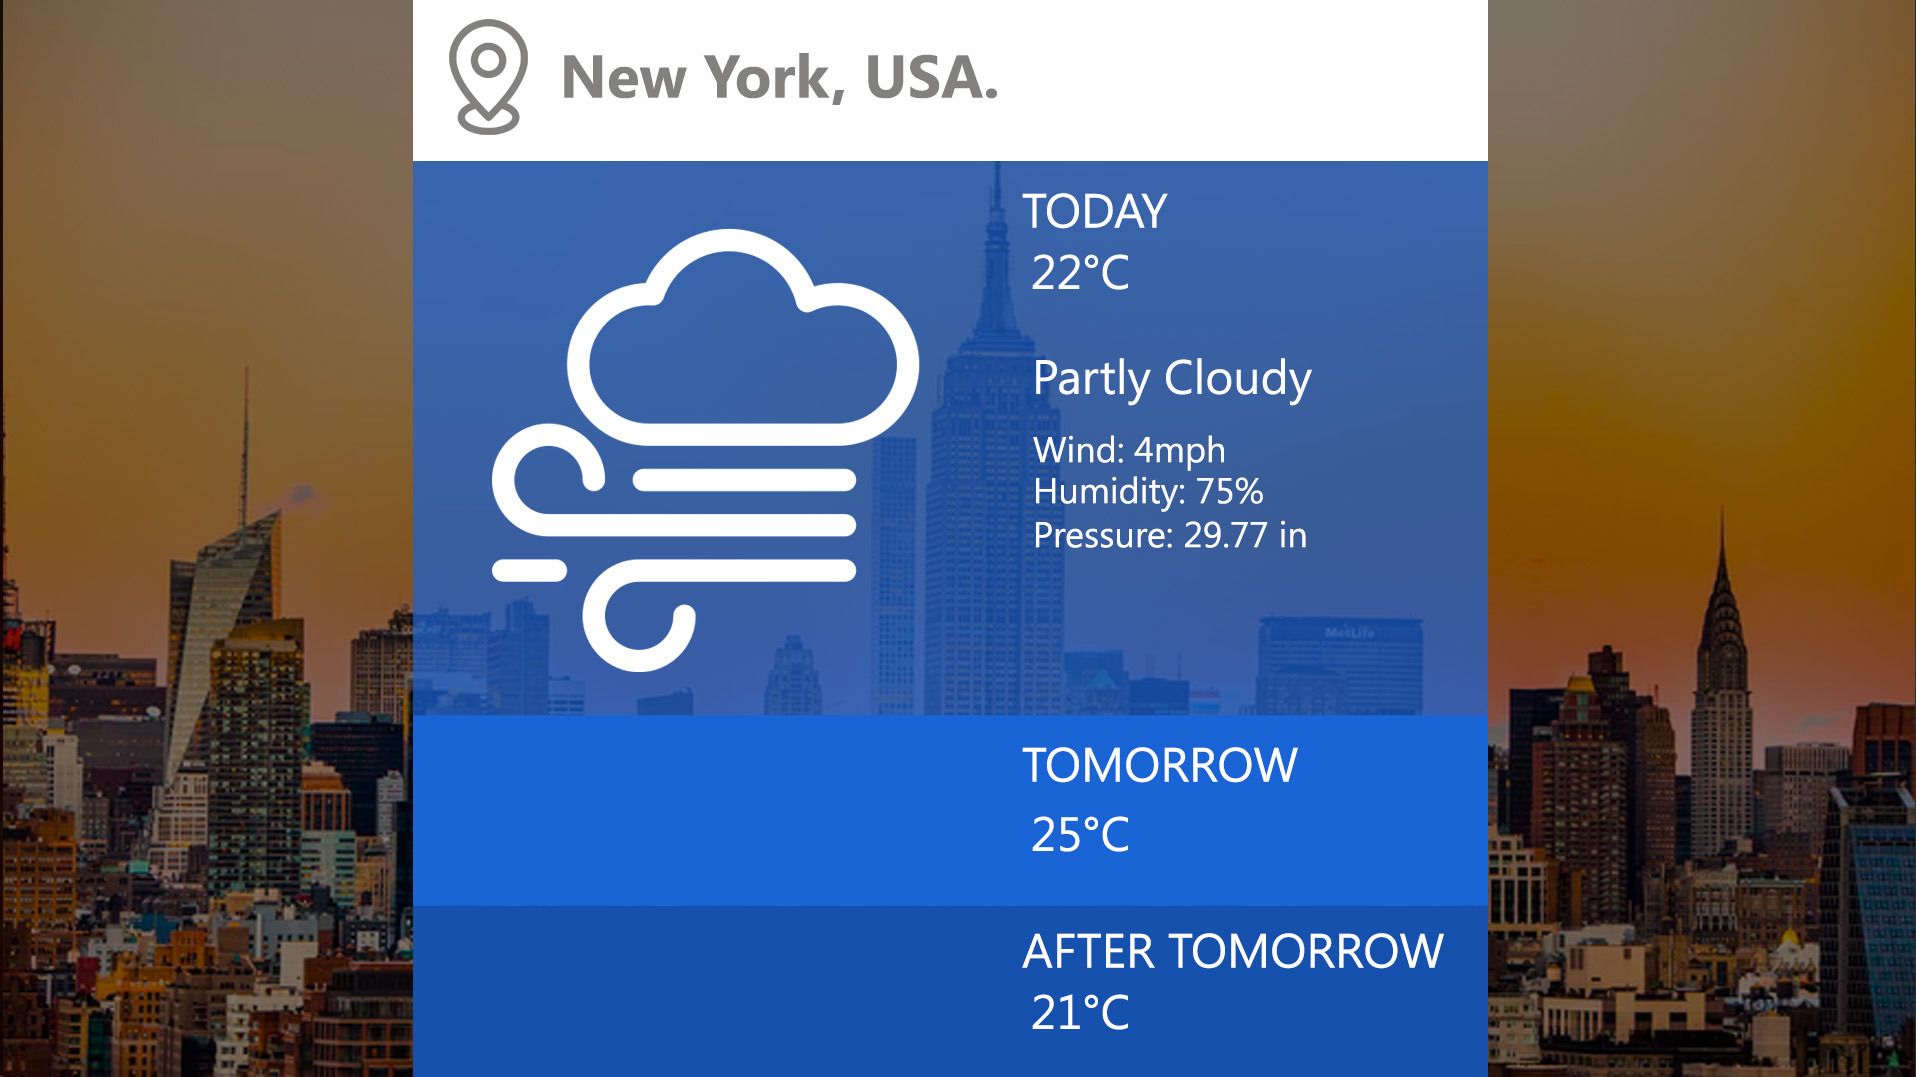 New York, USA.
TODAY
22°C
Partly Cloudy
Wind: 4mph
Humidity: 75%
Pressure: 29.77 in
MetLife
TOMORROW
25°C
AFTER TOMORROW
21°C